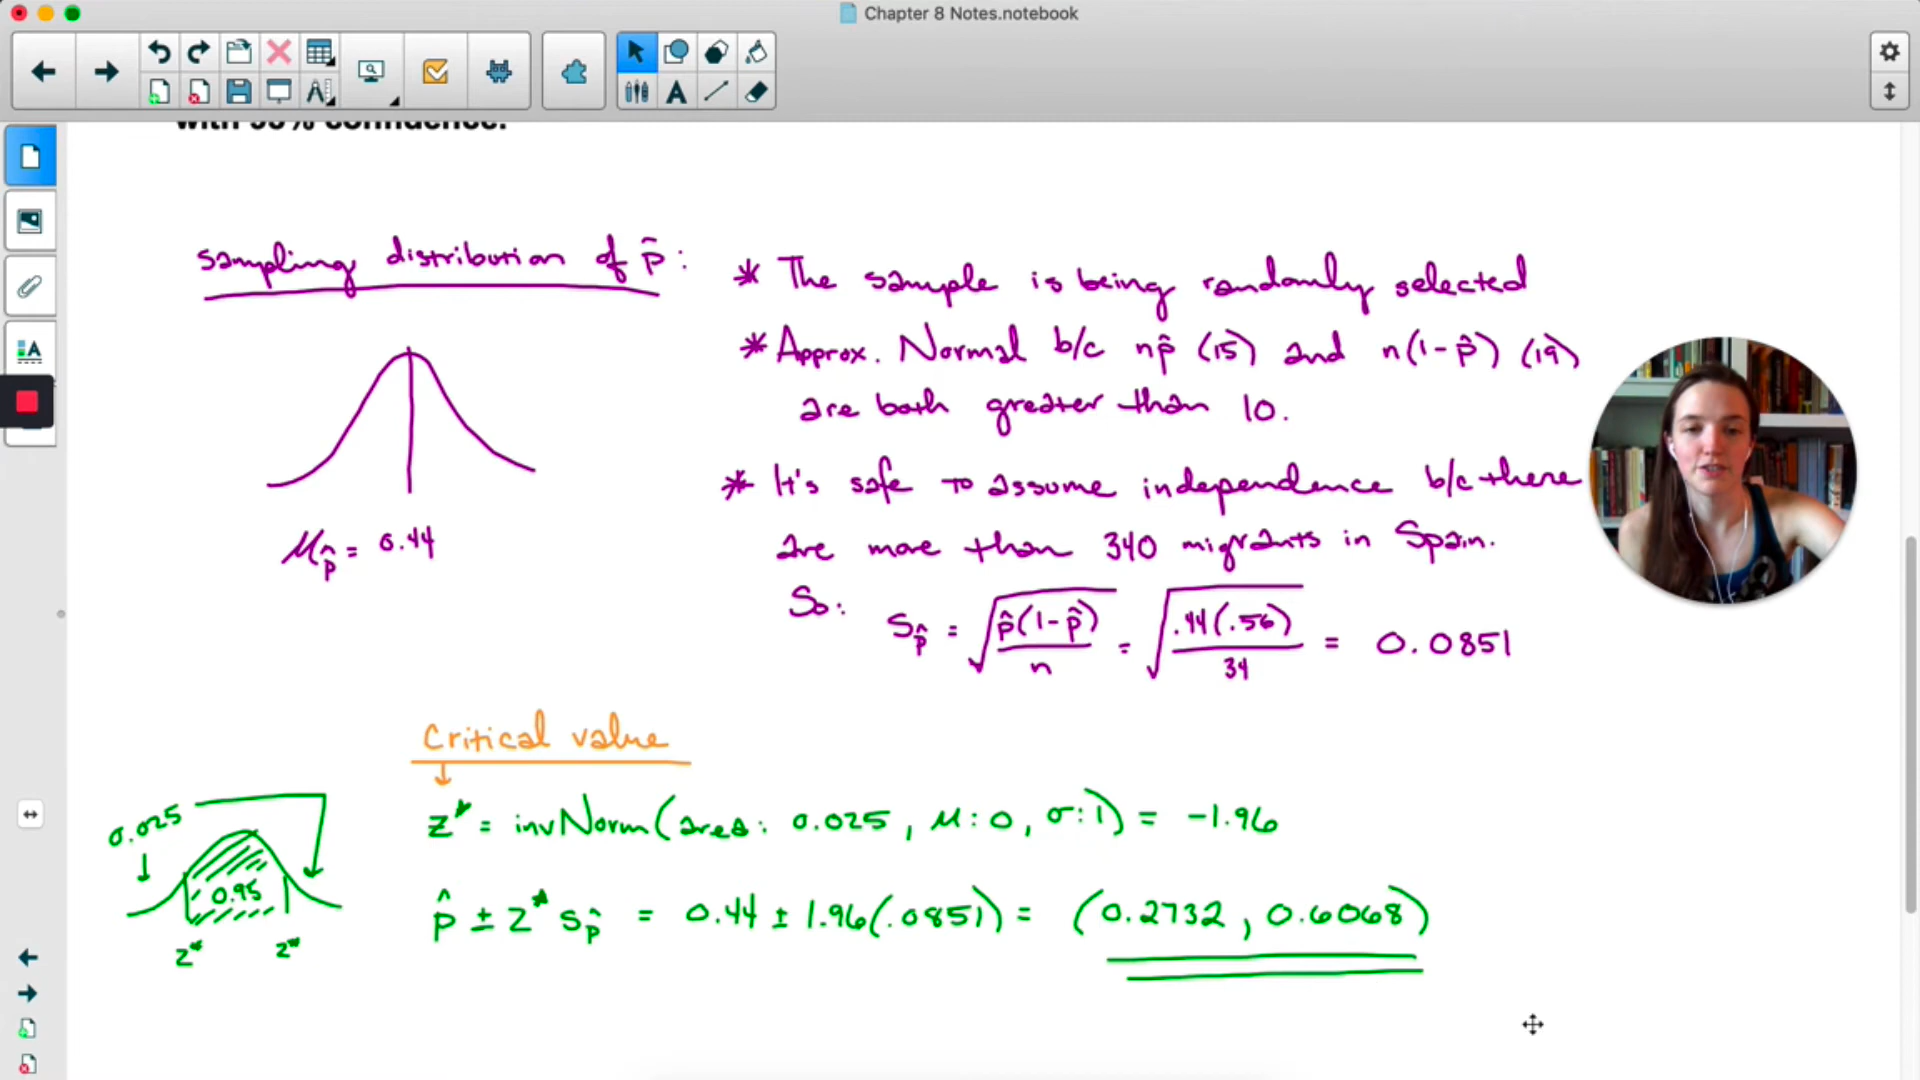 Chapter 8 Notes.notebook
with 95% confidence.
sampling distribution of p̂ :
* The sample is being randomly selected
* Approx. Normal b/c np̂ (15) and n(1-p̂) (19)
are both greater than 10.
* It's safe to assume independence b/c there
are more than 340 migrants in Spain.
μp̂ = 0.44
So: Sp̂ = √(p̂(1-p̂)/n) = √(.44(.56)/34) = 0.0851
Critical value
↓
z* = invNorm(area: 0.025, μ: 0, σ: 1) = -1.96
0.025
0.95
z* z*
p̂ ± z* Sp̂ = 0.44 ± 1.96(.0851) = (0.2732, 0.6068)